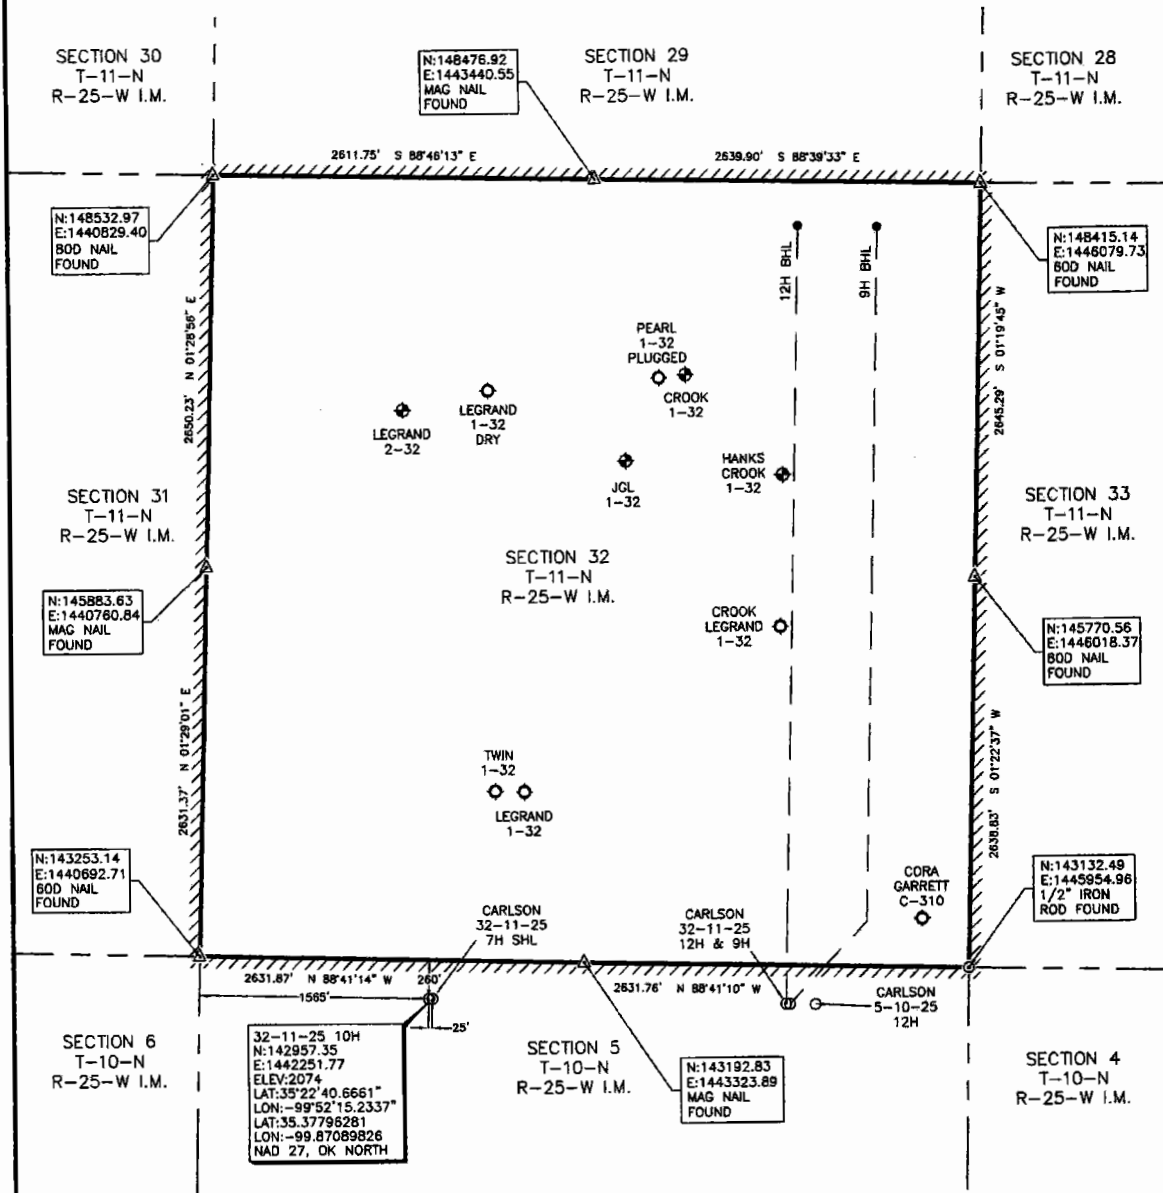 SECTION 30
T-11-N
R-25-W I.M.
N:148476.92
E:1443440.55
MAG NAIL
FOUND
SECTION 29
T-11-N
R-25-W I.M.
SECTION 28
T-11-N
R-25-W I.M.
2611.75' S 88°46'13" E
2639.90' S 88°39'33" E
N:148532.97
E:1440829.40
60D NAIL
FOUND
N:148415.14
E:1446079.73
60D NAIL
FOUND
12H BHL
9H BHL
2650.23' N 01°28'56" E
2645.29' S 01°19'45" W
PEARL
1-32
PLUGGED
CROOK
1-32
LEGRAND
1-32
DRY
LEGRAND
2-32
JGL
1-32
HANKS
CROOK
1-32
SECTION 31
T-11-N
R-25-W I.M.
SECTION 33
T-11-N
R-25-W I.M.
SECTION 32
T-11-N
R-25-W I.M.
N:145883.63
E:1440760.84
MAG NAIL
FOUND
CROOK
LEGRAND
1-32
N:145770.56
E:1446018.37
60D NAIL
FOUND
2631.37' N 01°29'01" E
2638.83' S 01°22'37" W
TWIN
1-32
LEGRAND
1-32
N:143253.14
E:1440692.71
60D NAIL
FOUND
CORA
GARRETT
C-310
N:143132.49
E:1445954.96
1/2" IRON
ROD FOUND
CARLSON
32-11-25
7H SHL
CARLSON
32-11-25
12H & 9H
2631.87' N 88°41'14" W
260'
2631.76' N 88°41'10" W
1565'
25'
CARLSON
5-10-25
12H
SECTION 6
T-10-N
R-25-W I.M.
32-11-25 10H
N:142957.35
E:1442251.77
ELEV:2074
LAT:35°22'40.6661"
LON:-99°52'15.2337"
LAT:35.37796281
LON:-99.87089826
NAD 27, OK NORTH
SECTION 5
T-10-N
R-25-W I.M.
N:143192.83
E:1443323.89
MAG NAIL
FOUND
SECTION 4
T-10-N
R-25-W I.M.